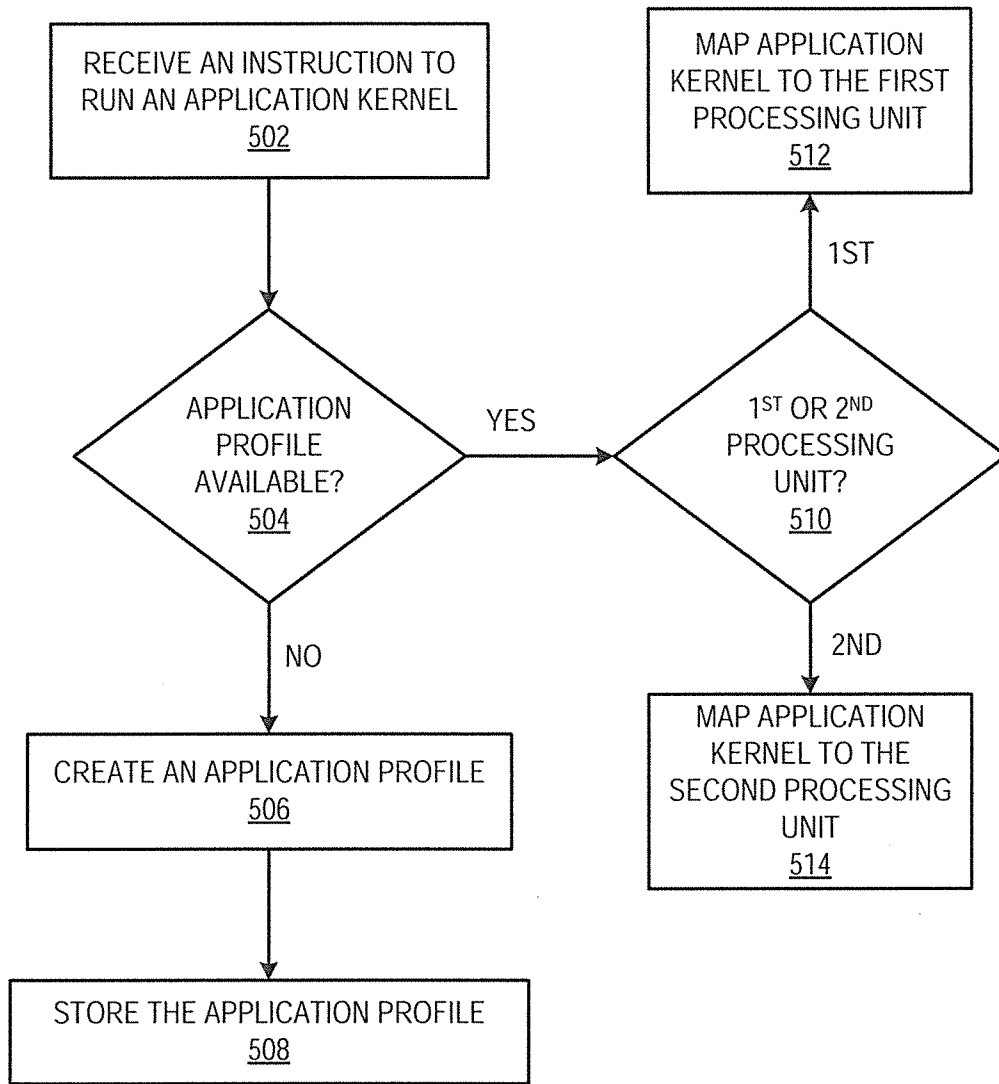 RECEIVE AN INSTRUCTION TO
RUN AN APPLICATION KERNEL
502
APPLICATION
PROFILE
AVAILABLE?
504
YES
NO
CREATE AN APPLICATION PROFILE
506
STORE THE APPLICATION PROFILE
508
MAP APPLICATION
KERNEL TO THE FIRST
PROCESSING UNIT
512
1ST
1ST OR 2ND
PROCESSING
UNIT?
510
2ND
MAP APPLICATION
KERNEL TO THE
SECOND PROCESSING
UNIT
514